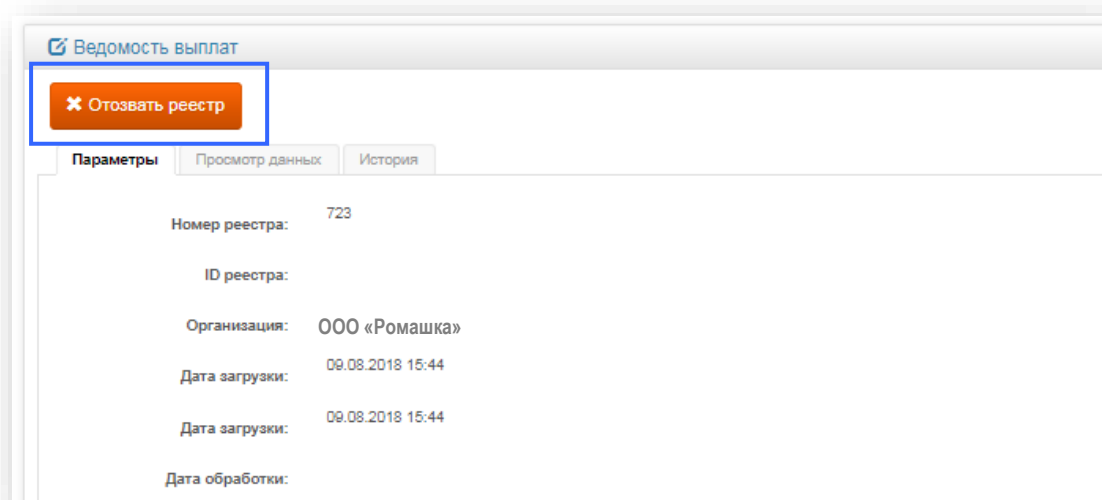 Ведомость выплат
Отозвать реестр
Параметры Просмотр данных История
Номер реестра: 723
ID реестра:
Организация: ООО «Ромашка»
Дата загрузки: 09.08.2018 15:44
Дата загрузки: 09.08.2018 15:44
Дата обработки: